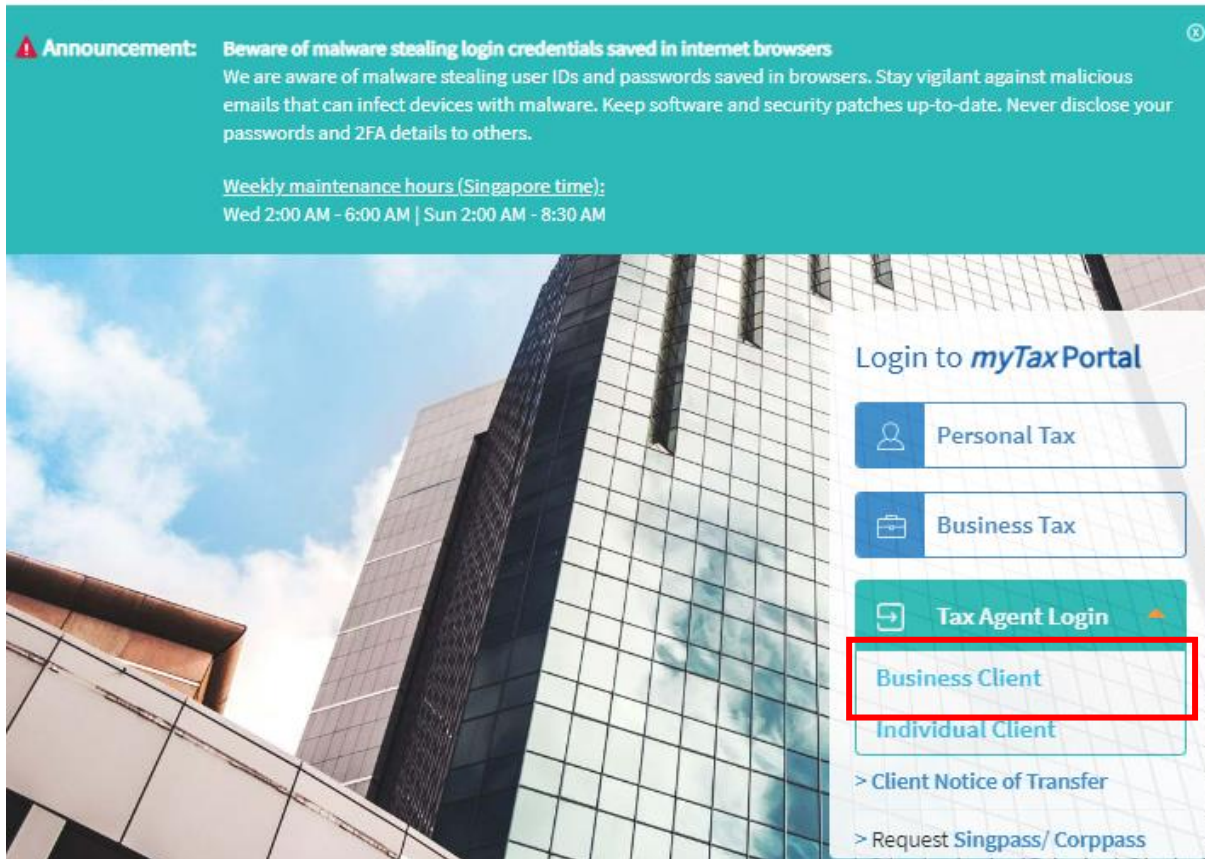 Announcement: Beware of malware stealing login credentials saved in internet browsers
We are aware of malware stealing user IDs and passwords saved in browsers. Stay vigilant against malicious
emails that can infect devices with malware. Keep software and security patches up-to-date. Never disclose your
passwords and 2FA details to others.
Weekly maintenance hours (Singapore time):
Wed 2:00 AM - 6:00 AM | Sun 2:00 AM - 8:30 AM
Login to myTax Portal
Personal Tax
Business Tax
Tax Agent Login
Business Client
Individual Client
> Client Notice of Transfer
> Request Singpass/ Corppass